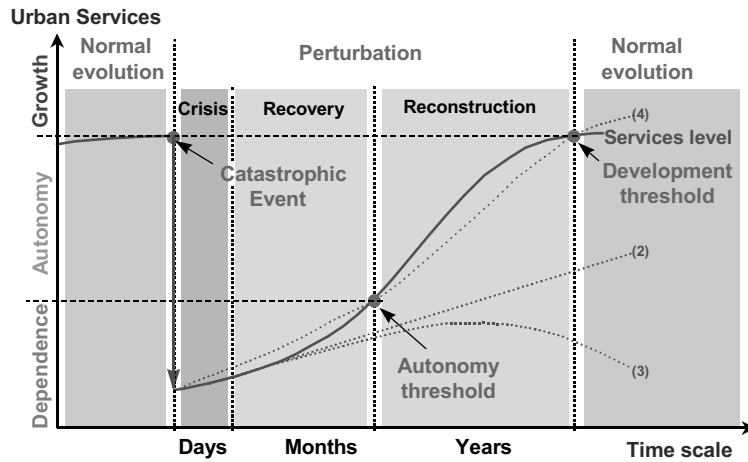 Urban Services
Normal
evolution
Perturbation
Normal
evolution
Growth
Autonomy
Dependence
Crisis
Recovery
Reconstruction
(4)
Services level
Catastrophic
Event
Development
threshold
(2)
Autonomy
threshold
(3)
Days
Months
Years
Time scale